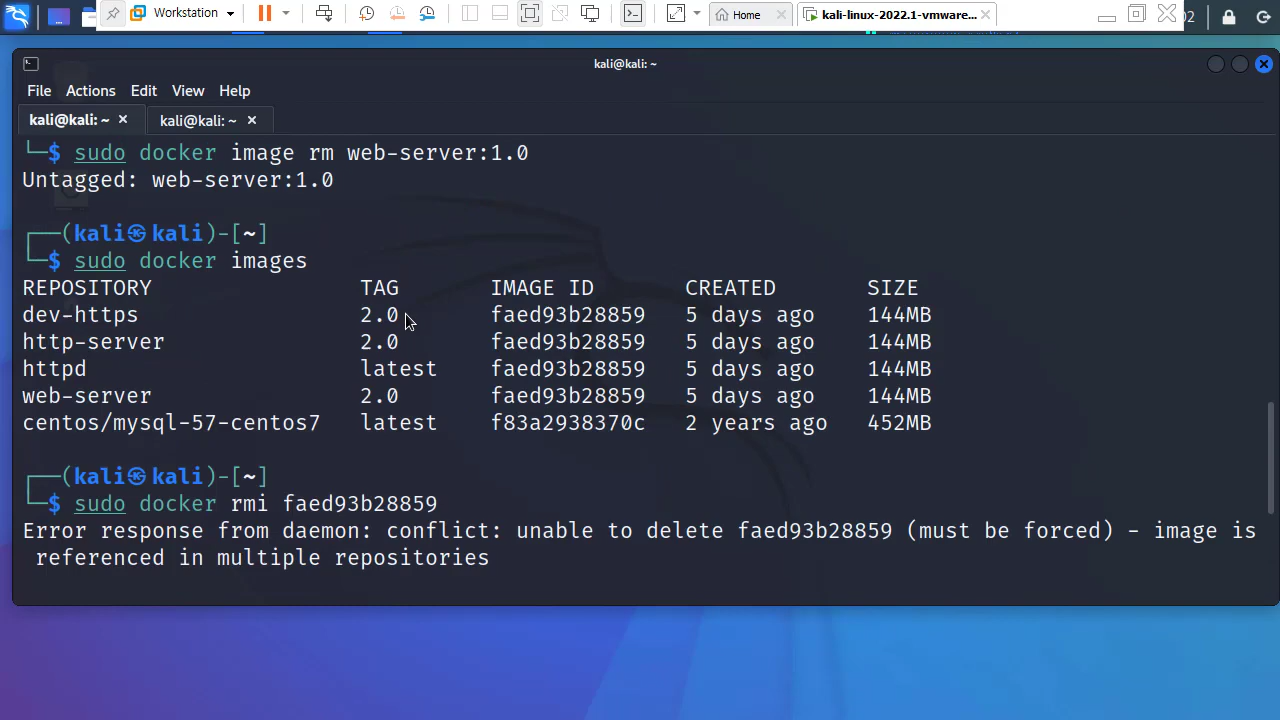 Workstation
Home
kali-linux-2022.1-vmware...
02
kali@kali: ~
File Actions Edit View Help
kali@kali: ~
kali@kali: ~
└─$ sudo docker image rm web-server:1.0
Untagged: web-server:1.0
┌──(kali㉿kali)-[~]
└─$ sudo docker images
REPOSITORY TAG IMAGE ID CREATED SIZE
dev-https 2.0 faed93b28859 5 days ago 144MB
http-server 2.0 faed93b28859 5 days ago 144MB
httpd latest faed93b28859 5 days ago 144MB
web-server 2.0 faed93b28859 5 days ago 144MB
centos/mysql-57-centos7 latest f83a2938370c 2 years ago 452MB
┌──(kali㉿kali)-[~]
└─$ sudo docker rmi faed93b28859
Error response from daemon: conflict: unable to delete faed93b28859 (must be forced) - image is
referenced in multiple repositories